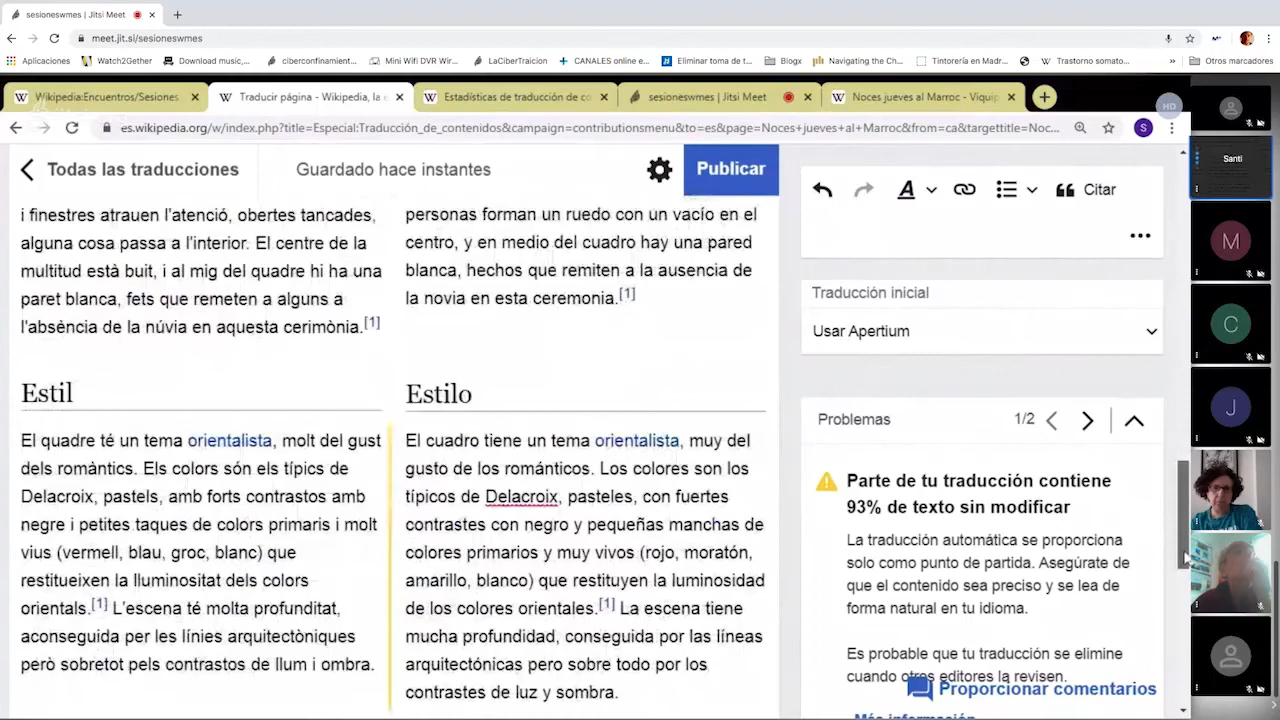 sesioneswmes | Jitsi Meet
meet.jit.si/sesioneswmes
Aplicaciones
Watch2Gether
Download music,...
ciberconfinamient...
Mini Wifi DVR Wir...
LaCiberTraicion
CANALES online e...
Eliminar toma de t...
Blogx
Navigating the Ch...
Tintorería en Madr...
Trastorno somato...
»
Otros marcadores
Wikipedia:Encuentros/Sesiones
Traducir página - Wikipedia, la e
Estadísticas de traducción de co
sesioneswmes | Jitsi Meet
Noces jueves al Marroc - Viquip
HD
es.wikipedia.org/w/index.php?title=Especial:Traducción_de_contenidos&campaign=contributionsmenu&to=es&page=Noces+jueves+al+Marroc&from=ca&targettitle=Noc...
S
Todas las traducciones
Guardado hace instantes
Publicar
i finestres atrauen l'atenció, obertes tancades,
alguna cosa passa a l'interior. El centre de la
multitud està buit, i al mig del quadre hi ha una
paret blanca, fets que remeten a alguns a
l'absència de la núvia en aquesta cerimònia.[1]
Estil
El quadre té un tema orientalista, molt del gust
dels romàntics. Els colors són els típics de
Delacroix, pastels, amb forts contrastos amb
negre i petites taques de colors primaris i molt
vius (vermell, blau, groc, blanc) que
restitueixen la lluminositat dels colors
orientals.[1] L'escena té molta profunditat,
aconseguida per les línies arquitectòniques
però sobretot pels contrastos de llum i ombra.
personas forman un ruedo con un vacío en el
centro, y en medio del cuadro hay una pared
blanca, hechos que remiten a la ausencia de
la novia en esta ceremonia.[1]
Estilo
El cuadro tiene un tema orientalista, muy del
gusto de los románticos. Los colores son los
típicos de Delacroix, pasteles, con fuertes
contrastes con negro y pequeñas manchas de
colores primarios y muy vivos (rojo, moratón,
amarillo, blanco) que restituyen la luminosidad
de los colores orientales.[1] La escena tiene
mucha profundidad, conseguida por las líneas
arquitectónicas pero sobre todo por los
contrastes de luz y sombra.
Citar
Traducción inicial
Usar Apertium
Problemas
1/2
Parte de tu traducción contiene
93% de texto sin modificar
La traducción automática se proporciona
solo como punto de partida. Asegúrate de
que el contenido sea preciso y se lea de
forma natural en tu idioma.
Es probable que tu traducción se elimine
cuando otros editores la revisen.
Proporcionar comentarios
Más información
Santi
M
C
J